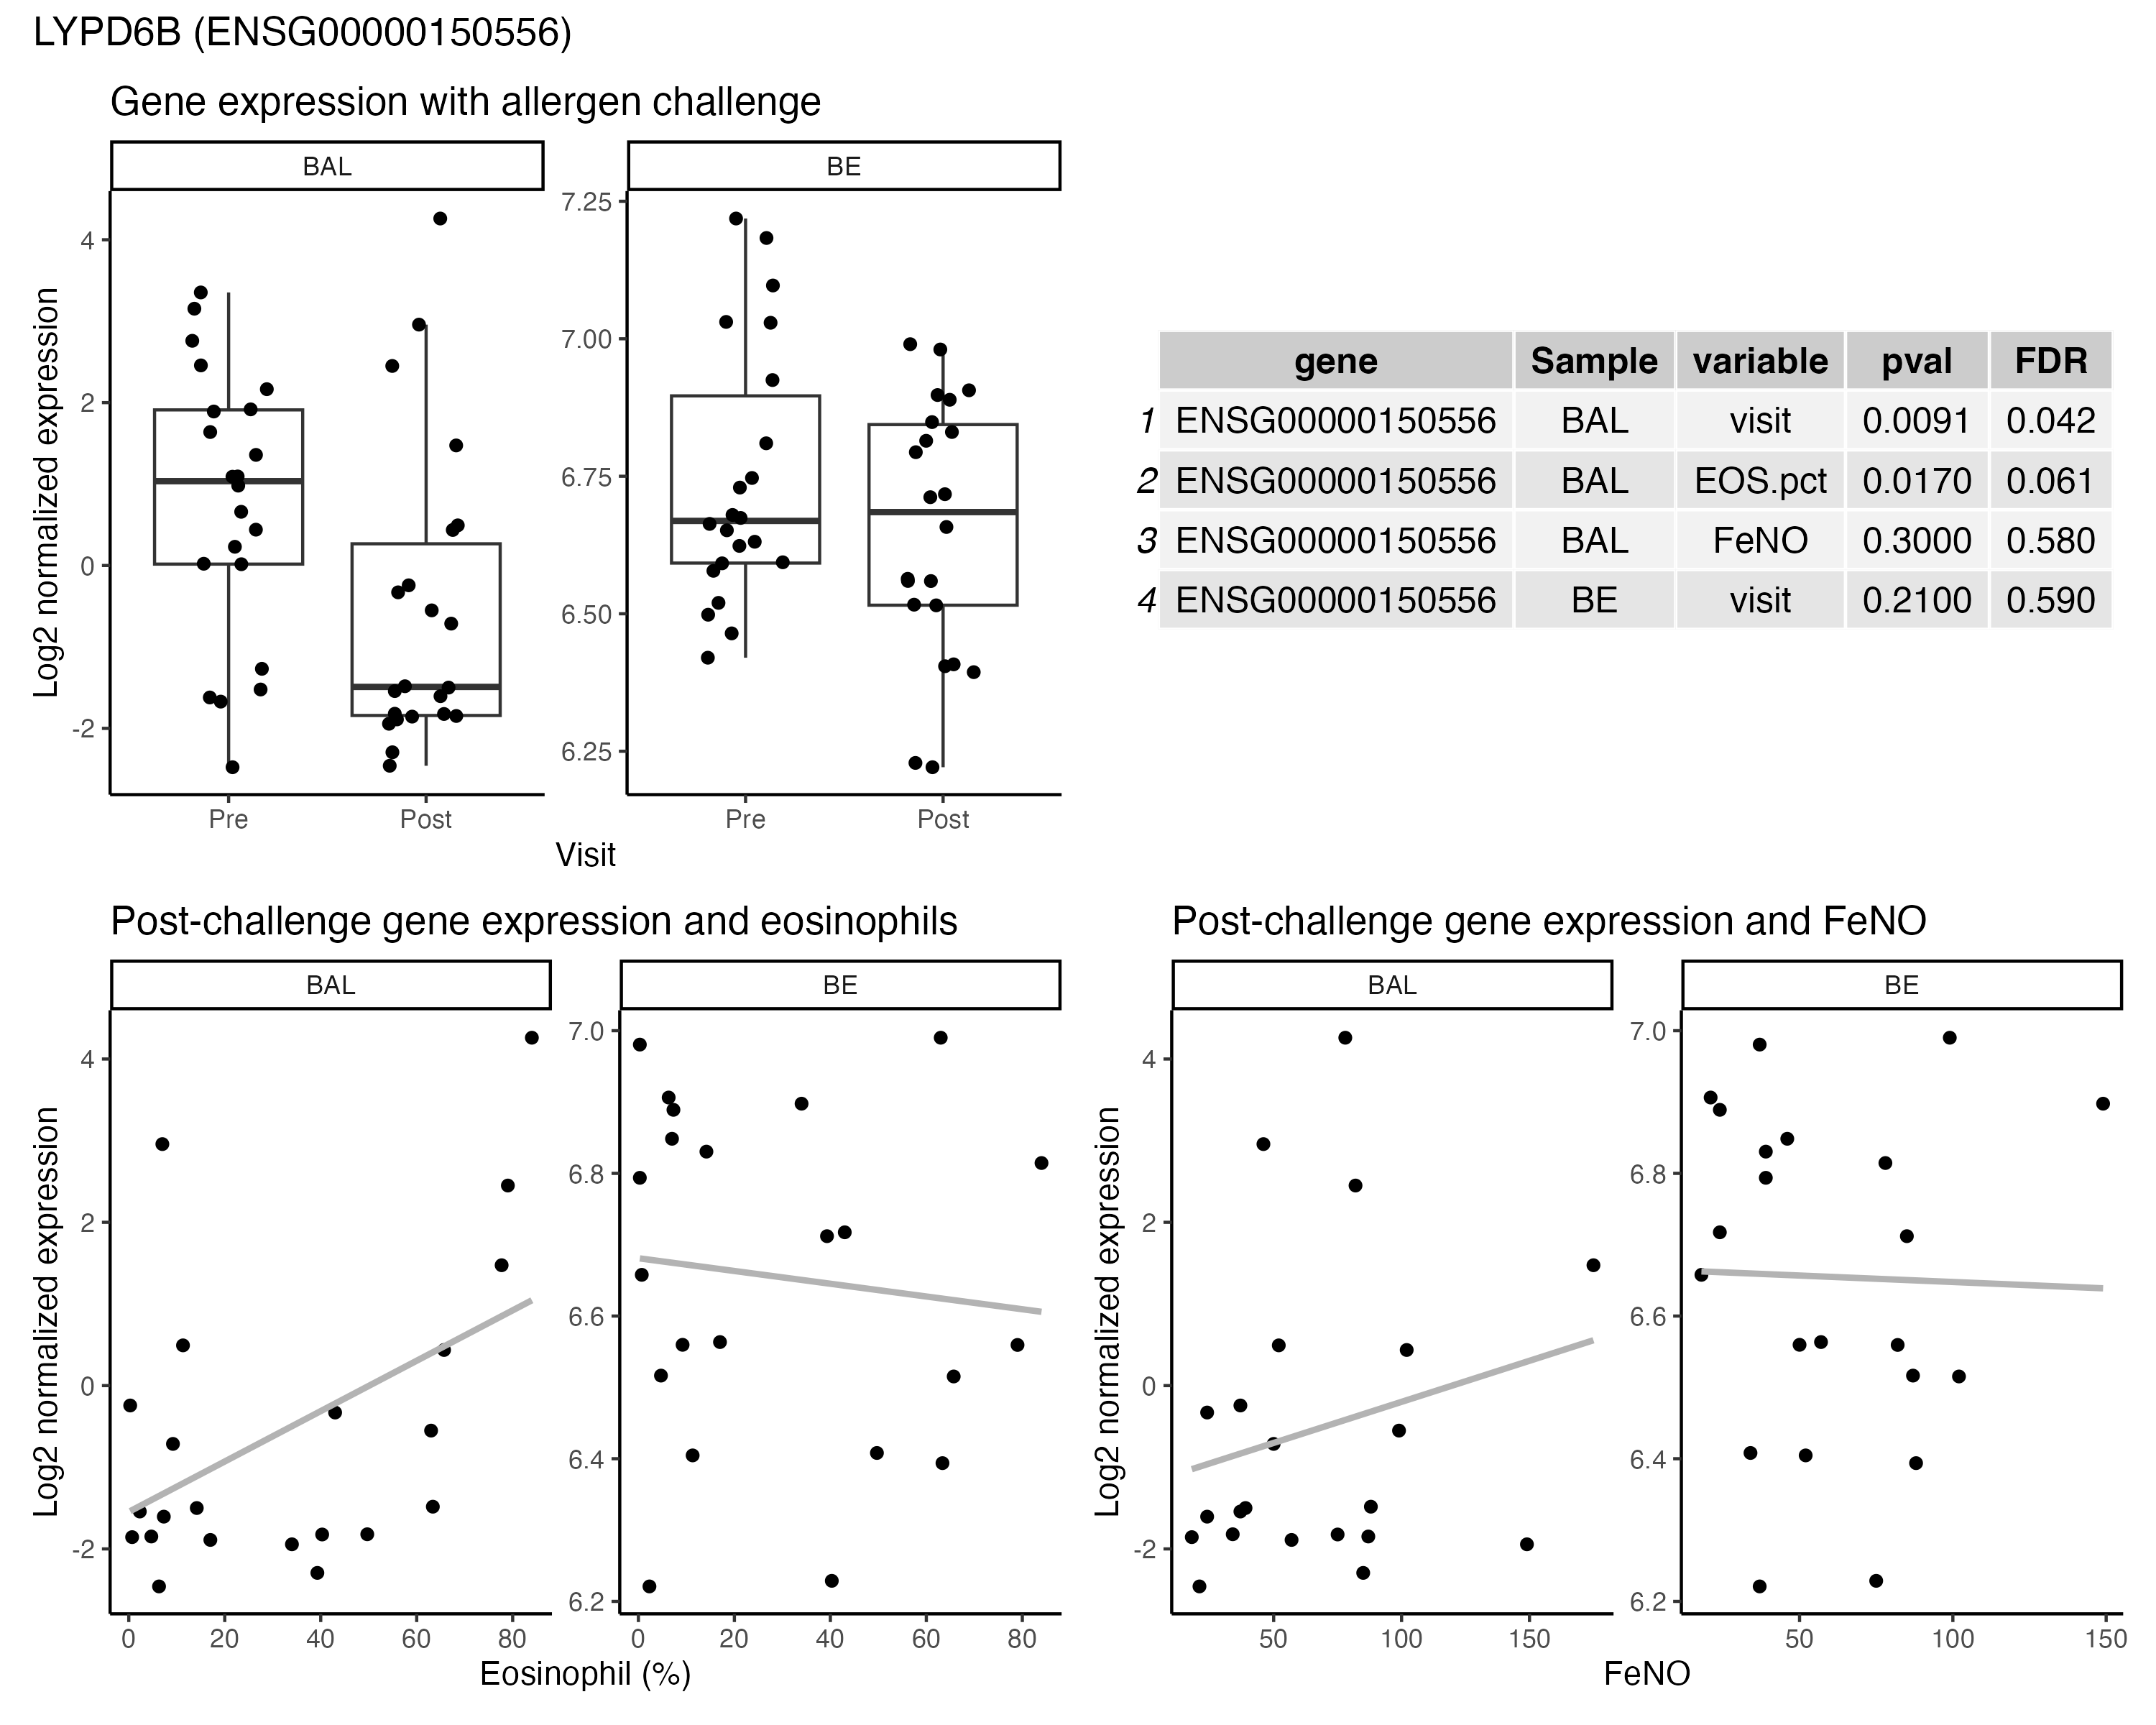 LYPD6B (ENSG00000150556)
Gene expression with allergen challenge
BAL
BE
Log2 normalized expression
4
2
0
-2
7.25
7.00
6.75
6.50
6.25
Pre
Post
Pre
Post
Visit
gene Sample variable pval FDR
1 ENSG00000150556 BAL visit 0.0091 0.042
2 ENSG00000150556 BAL EOS.pct 0.0170 0.061
3 ENSG00000150556 BAL FeNO 0.3000 0.580
4 ENSG00000150556 BE visit 0.2100 0.590
Post-challenge gene expression and eosinophils
BAL
BE
Log2 normalized expression
4
2
0
-2
7.0
6.8
6.6
6.4
6.2
0 20 40 60 80
0 20 40 60 80
Eosinophil (%)
Post-challenge gene expression and FeNO
BAL
BE
Log2 normalized expression
4
2
0
-2
7.0
6.8
6.6
6.4
6.2
50 100 150
50 100 150
FeNO